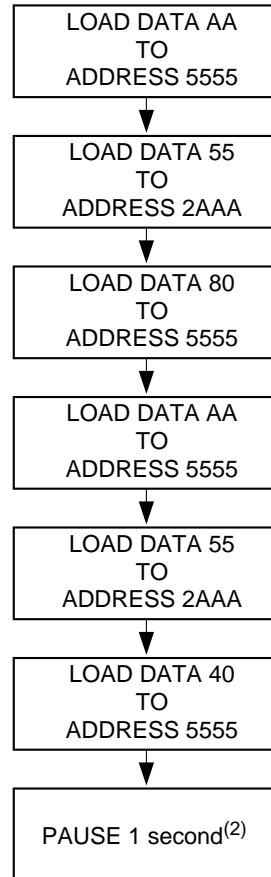 LOAD DATA AA
TO
ADDRESS 5555
LOAD DATA 55
TO
ADDRESS 2AAA
LOAD DATA 80
TO
ADDRESS 5555
LOAD DATA AA
TO
ADDRESS 5555
LOAD DATA 55
TO
ADDRESS 2AAA
LOAD DATA 40
TO
ADDRESS 5555
PAUSE 1 second(2)